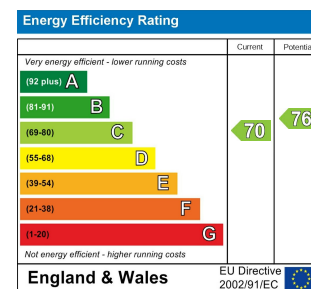 Energy Efficiency Rating
Current Potentia
Very energy efficient - lower running costs
(92 plus) A
(81-91) B
(69-80) C
70 76
(55-68) D
(39-54) E
(21-38) F
(1-20) G
Not energy efficient - higher running costs
England & Wales
EU Directive
2002/91/EC